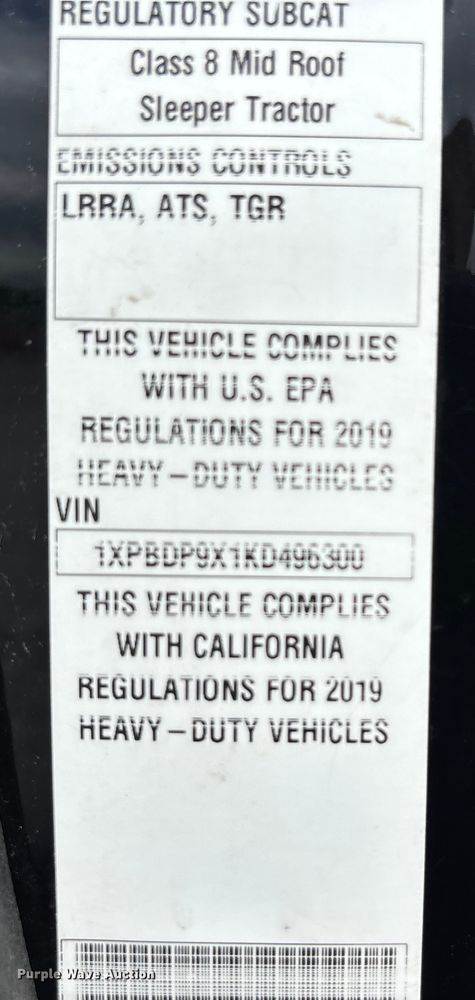 REGULATORY SUBCAT
Class 8 Mid Roof
Sleeper Tractor
EMISSIONS CONTROLS
LRRA, ATS, TGR
THIS VEHICLE COMPLIES
WITH U.S. EPA
REGULATIONS FOR 2019
HEAVY-DUTY VEHICLES
VIN
1XPBDP9X1KD496300
THIS VEHICLE COMPLIES
WITH CALIFORNIA
REGULATIONS FOR 2019
HEAVY-DUTY VEHICLES
Purple Wave Auction